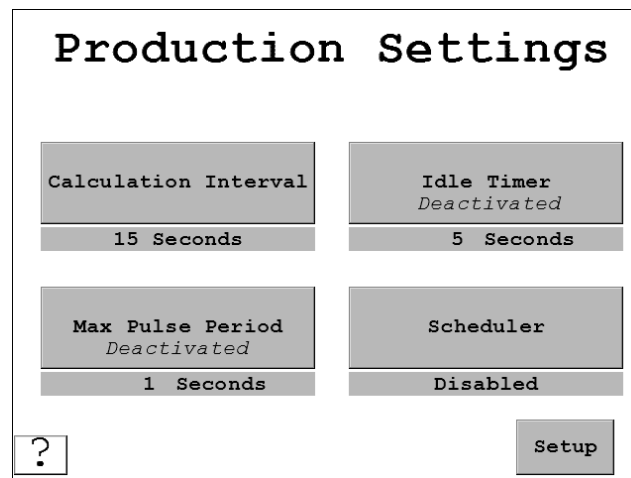 Production Settings
Calculation Interval
15 Seconds
Idle Timer
Deactivated
5 Seconds
Max Pulse Period
Deactivated
1 Seconds
Scheduler
Disabled
?
Setup